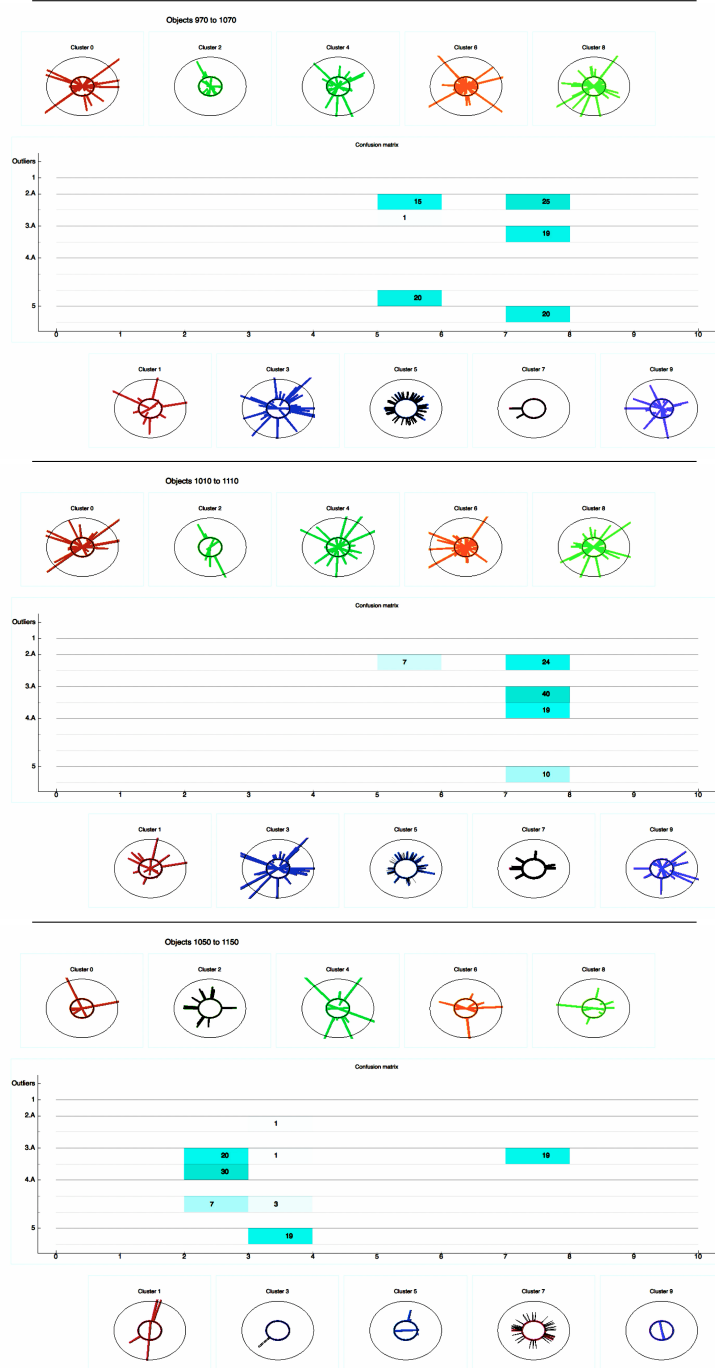 Objects 970 to 1070
Cluster 0 Cluster 2 Cluster 4 Cluster 6 Cluster 8
Confusion matrix
Outliers
1
2.A
15 25
1
3.A
19
4.A
20
5
20
0 1 2 3 4 5 6 7 8 9 10
Cluster 1 Cluster 3 Cluster 5 Cluster 7 Cluster 9
Objects 1010 to 1110
Cluster 0 Cluster 2 Cluster 4 Cluster 6 Cluster 8
Confusion matrix
Outliers
1
2.A
7 24
3.A
40
19
4.A
5
10
0 1 2 3 4 5 6 7 8 9 10
Cluster 1 Cluster 3 Cluster 5 Cluster 7 Cluster 9
Objects 1050 to 1150
Cluster 0 Cluster 2 Cluster 4 Cluster 6 Cluster 8
Confusion matrix
Outliers
1
2.A
1
3.A
20 1 19
30
4.A
7 3
5
19
0 1 2 3 4 5 6 7 8 9 10
Cluster 1 Cluster 3 Cluster 5 Cluster 7 Cluster 9